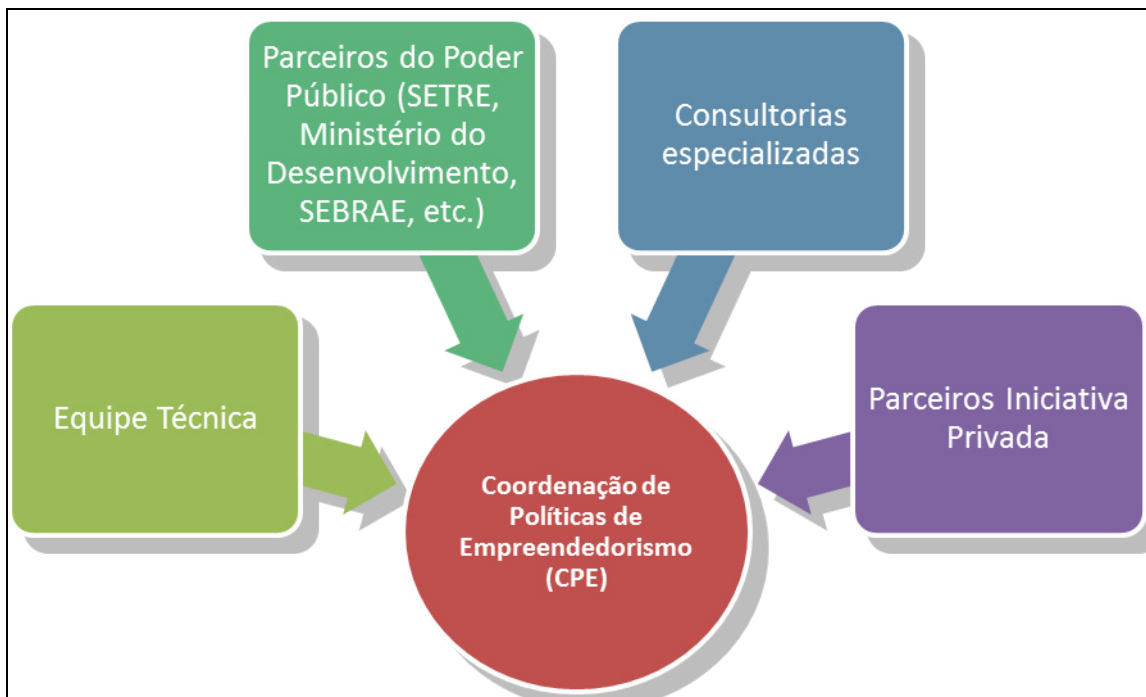 Parceiros do Poder
Público (SETRE,
Ministério do
Desenvolvimento,
SEBRAE, etc.)
Consultorias
especializadas
Equipe Técnica
Parceiros Iniciativa
Privada
Coordenação de
Políticas de
Empreendedorismo
(CPE)